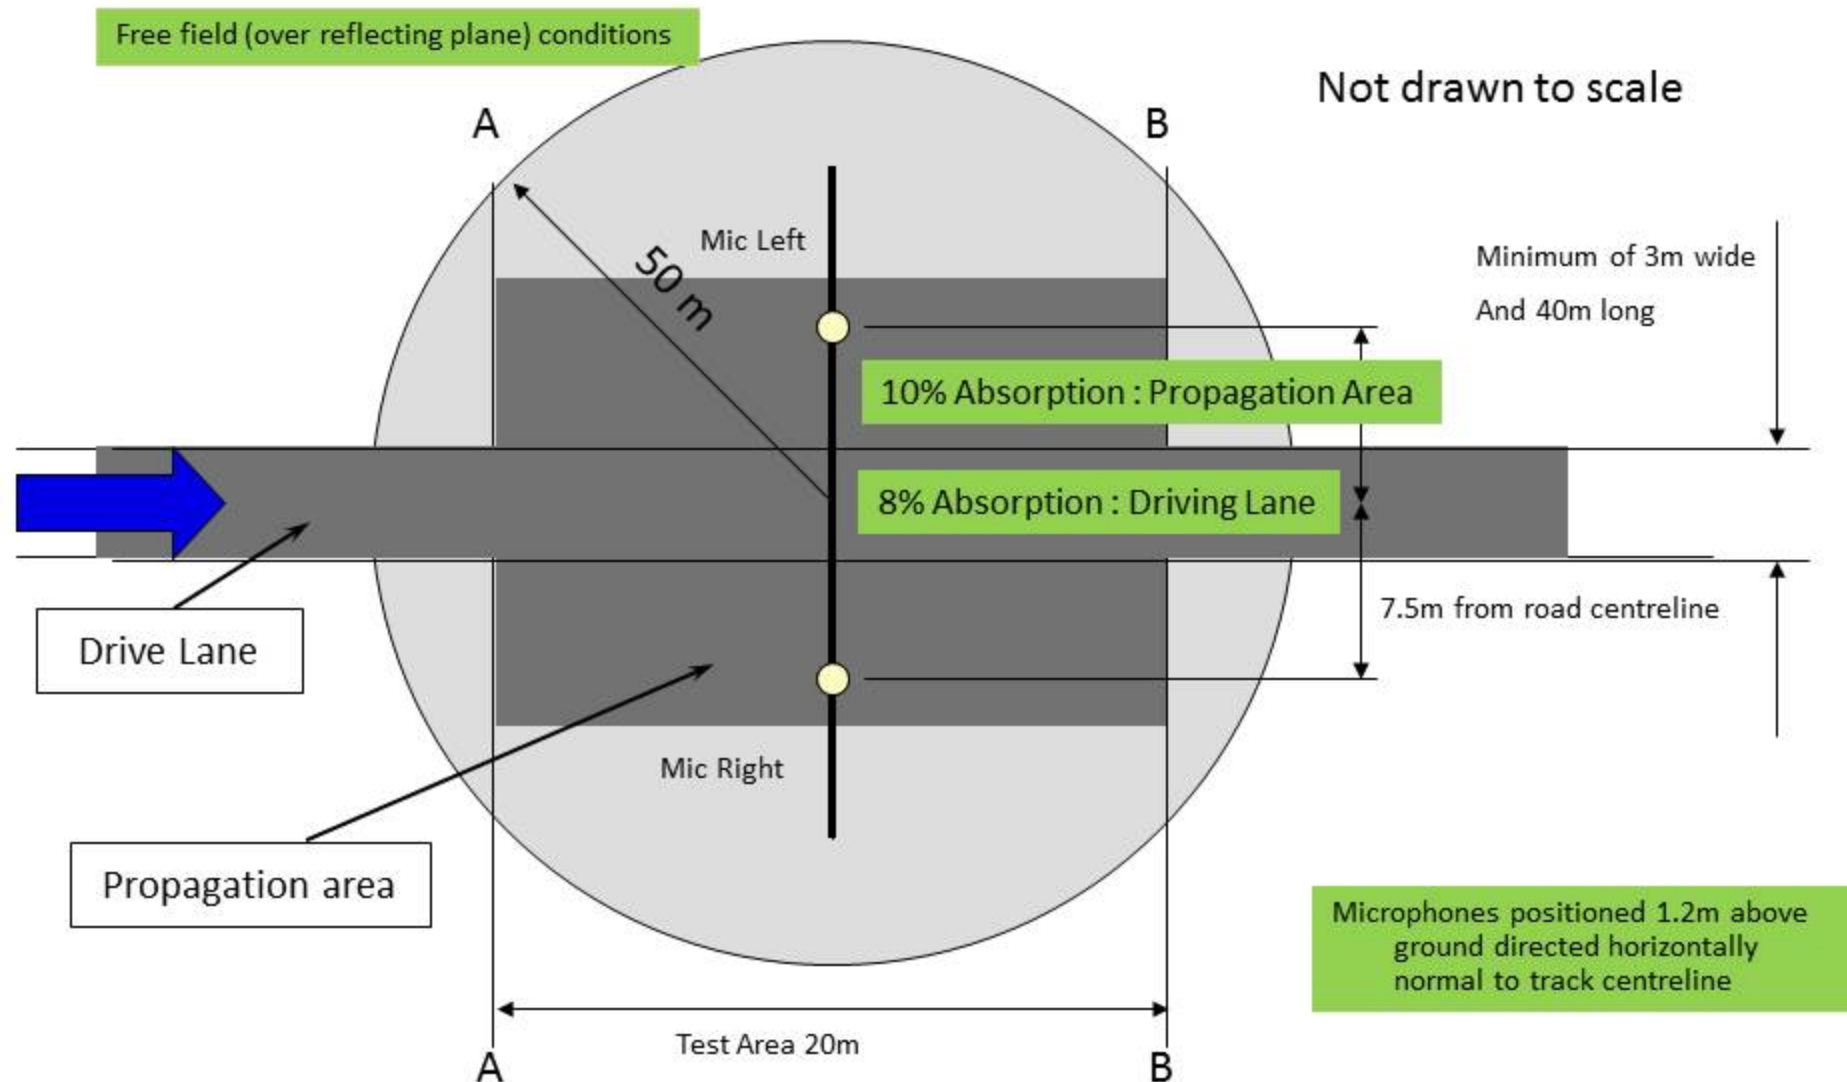 Free field (over reflecting plane) conditions
Not drawn to scale
A
B
Mic Left
50 m
Minimum of 3m wide
And 40m long
10% Absorption : Propagation Area
8% Absorption : Driving Lane
7.5m from road centreline
Drive Lane
Mic Right
Propagation area
Microphones positioned 1.2m above
ground directed horizontally
normal to track centreline
Test Area 20m
A
B